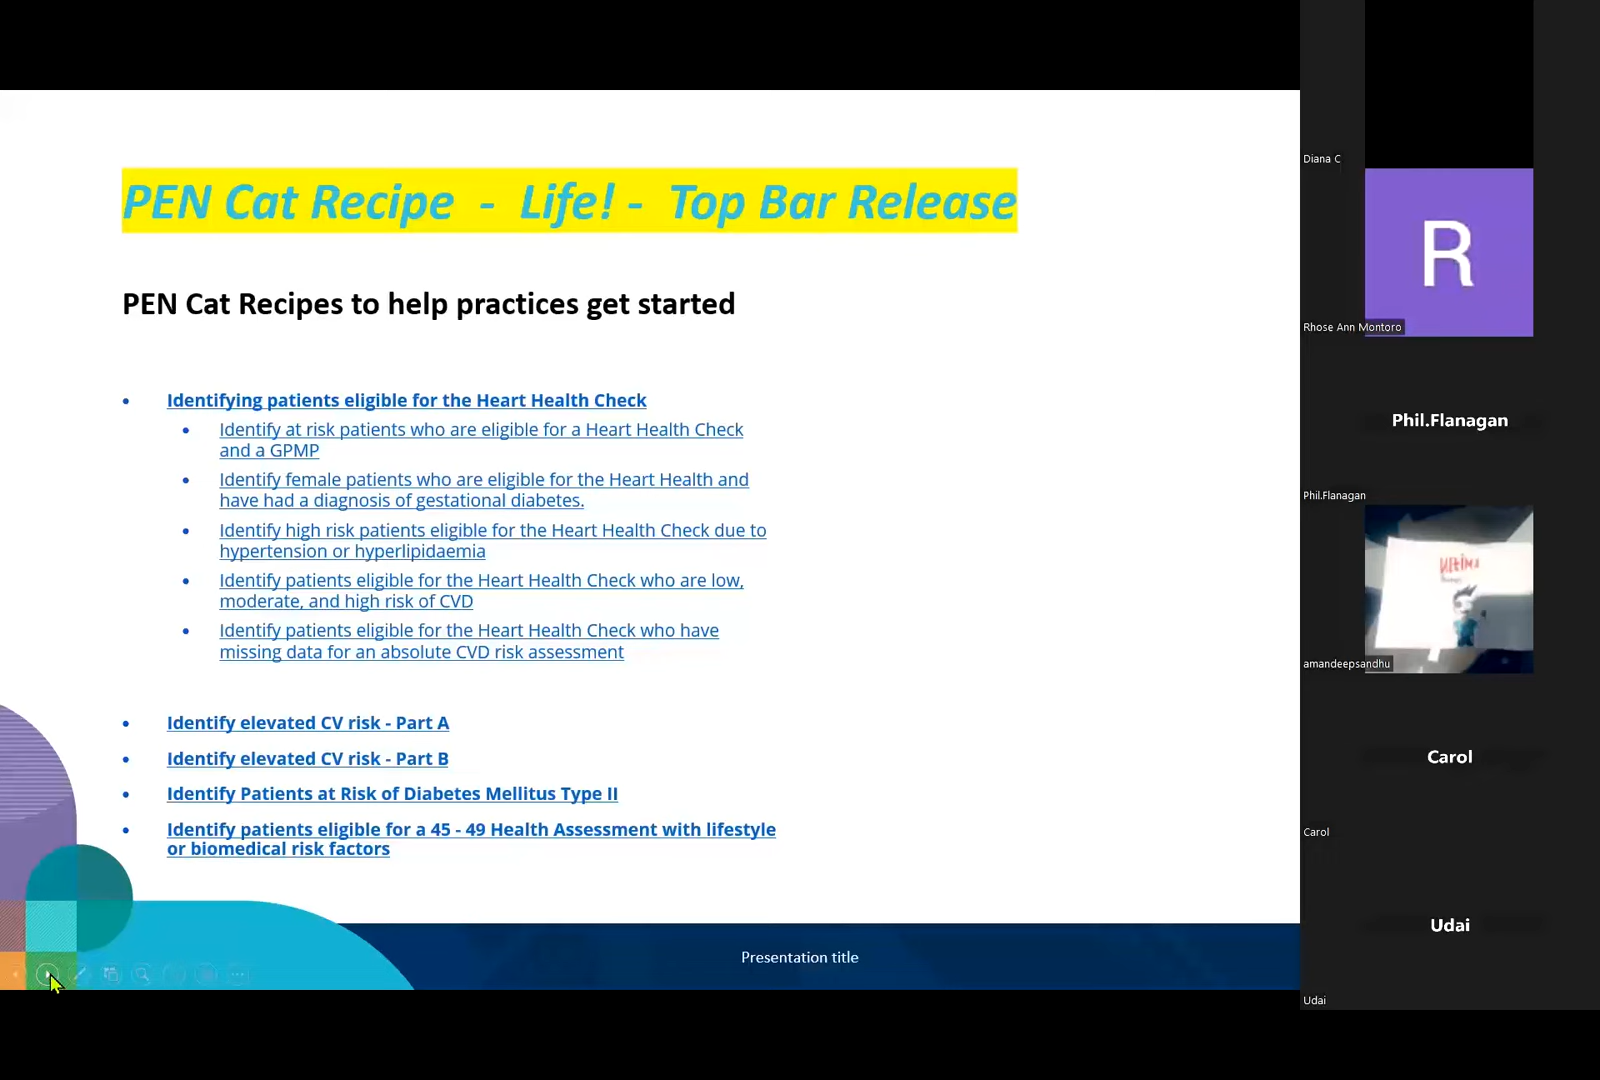 PEN Cat Recipe - Life! - Top Bar Release
PEN Cat Recipes to help practices get started
• Identifying patients eligible for the Heart Health Check
• Identify at risk patients who are eligible for a Heart Health Check
and a GPMP
• Identify female patients who are eligible for the Heart Health and
have had a diagnosis of gestational diabetes.
• Identify high risk patients eligible for the Heart Health Check due to
hypertension or hyperlipidaemia
• Identify patients eligible for the Heart Health Check who are low,
moderate, and high risk of CVD
• Identify patients eligible for the Heart Health Check who have
missing data for an absolute CVD risk assessment
• Identify elevated CV risk - Part A
• Identify elevated CV risk - Part B
• Identify Patients at Risk of Diabetes Mellitus Type II
• Identify patients eligible for a 45 - 49 Health Assessment with lifestyle
or biomedical risk factors
Presentation title
Diana C
R
Rhose Ann Montoro
Phil.Flanagan
Phil.Flanagan
amandeepsandhu
Carol
Carol
Udai
Udai